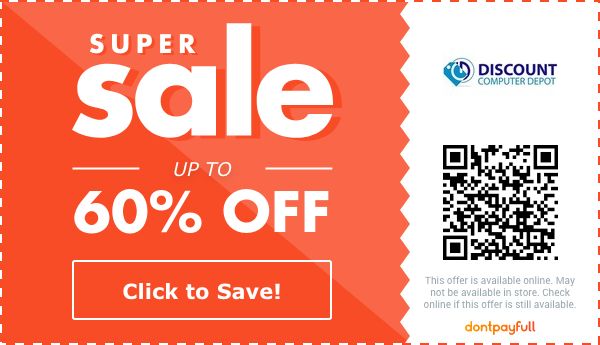 SUPER
sale
UP TO
60% OFF
Click to Save!
DISCOUNT
COMPUTER DEPOT
This offer is available online. May
not be available in store. Check
online if this offer is still available.
dontpayfull